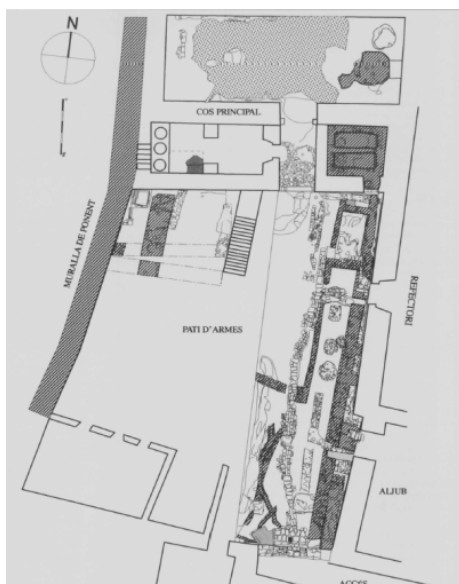 N
COS PRINCIPAL
MURALLA DE PONENT
REFECTORI
PATI D'ARMES
ALJUB
ACCES